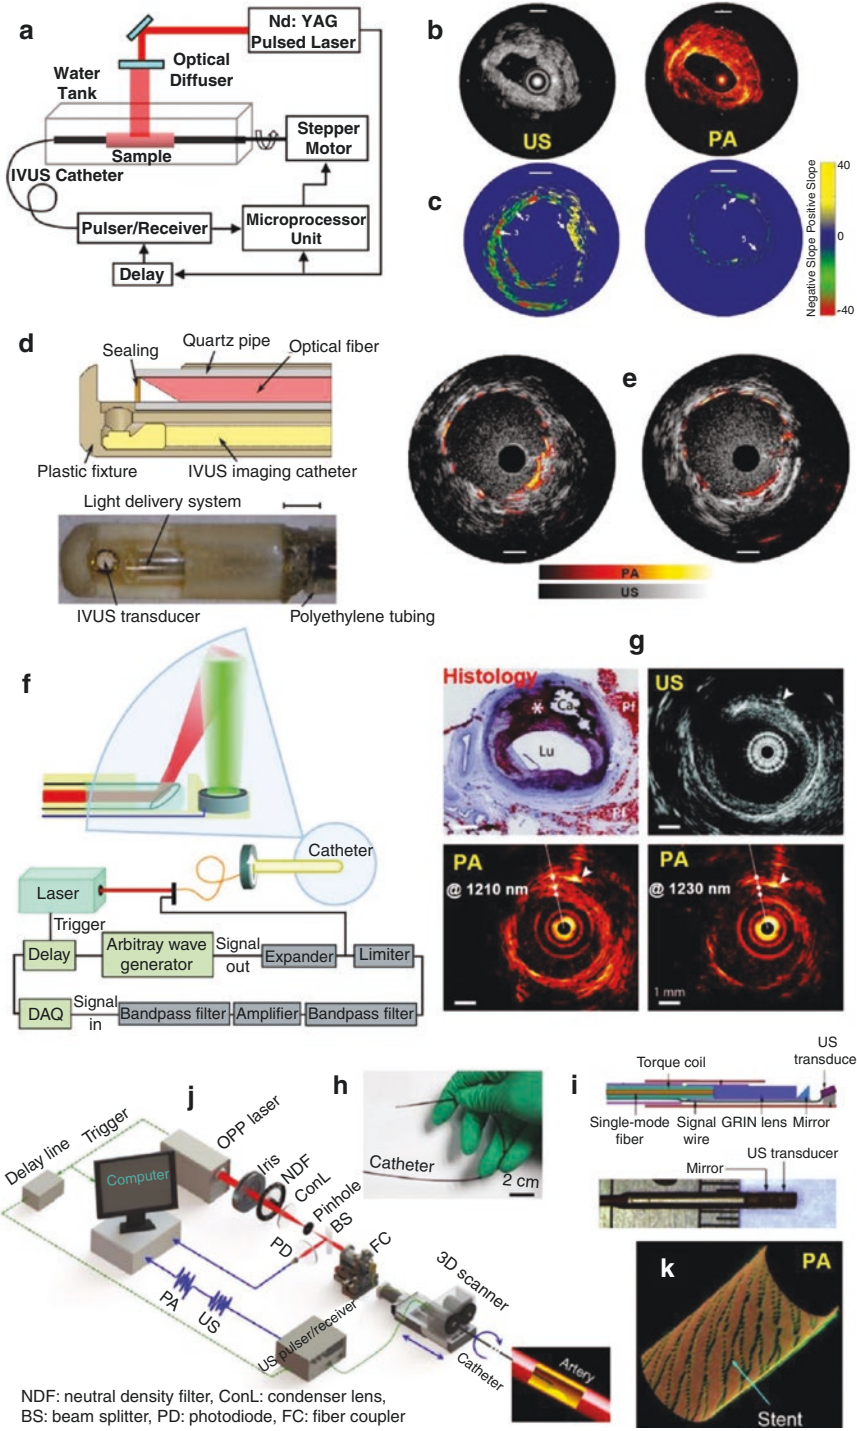 a
Nd: YAG
Pulsed Laser
Optical
Diffuser
Water
Tank
Sample
Stepper
Motor
IVUS Catheter
Pulser/Receiver
Microprocessor
Unit
Delay
b
US
PA
c
1
2
3
4
5
40
0
-40
Negative Slope Positive Slope
d
Sealing
Quartz pipe
Optical fiber
Plastic fixture
IVUS imaging catheter
Light delivery system
IVUS transducer
Polyethylene tubing
e
PA
US
f
Catheter
Laser
Trigger
Delay
Arbitray wave
generator
Signal
out
Expander
Limiter
DAQ
Signal
in
Bandpass filter
Amplifier
Bandpass filter
g
Histology
*
Ca
Pf
Lu
Pf
US
PA
@ 1210 nm
PA
@ 1230 nm
1 mm
h
Catheter
2 cm
i
Torque coil
US
transduce
Single-mode
fiber
Signal
wire
GRIN lens
Mirror
Mirror
US transducer
j
Delay line
Trigger
Computer
OPP laser
Iris
NDF
ConL
Pinhole
BS
PD
FC
PA
US
US pulser/receiver
3D scanner
Catheter
Artery
NDF: neutral density filter, ConL: condenser lens,
BS: beam splitter, PD: photodiode, FC: fiber coupler
k
PA
Stent